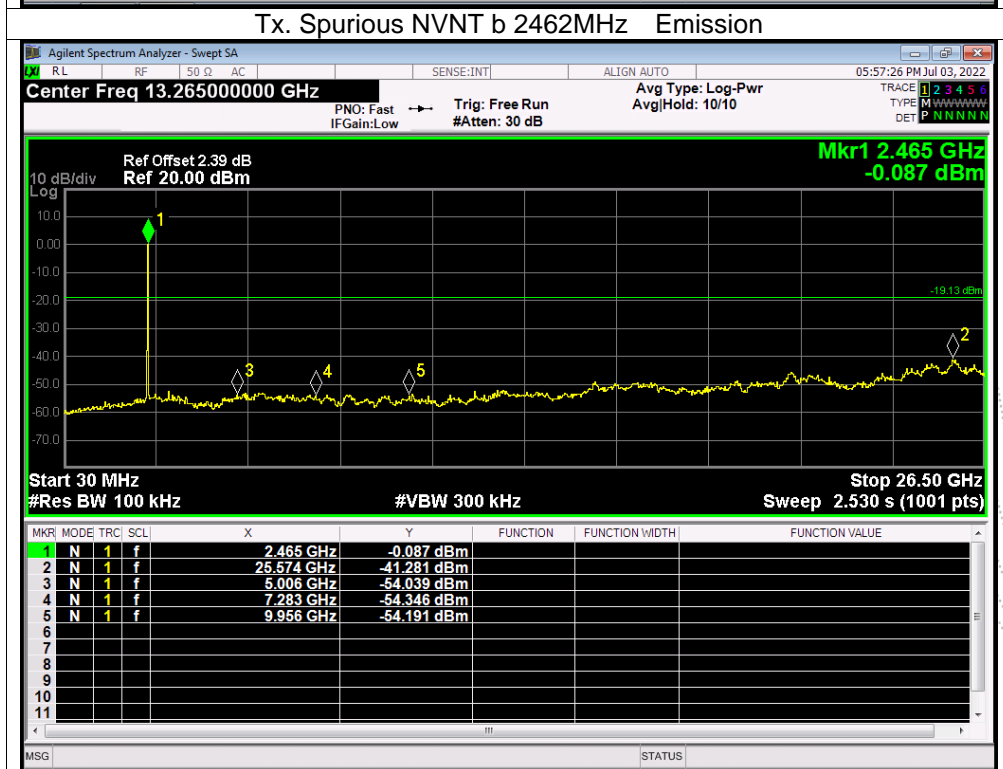 Tx. Spurious NVNT b 2462MHz Emission
Agilent Spectrum Analyzer - Swept SA
LXI RL RF 50 Ω AC SENSE:INT ALIGN AUTO 05:57:26 PM Jul 03, 2022
Center Freq 13.265000000 GHz Avg Type: Log-Pwr TRACE 1 2 3 4 5 6
PNO: Fast Trig: Free Run Avg|Hold: 10/10 TYPE M W W W W W
IFGain:Low #Atten: 30 dB DET P N N N N N
Mkr1 2.465 GHz
Ref Offset 2.39 dB
10 dB/div Ref 20.00 dBm -0.087 dBm
Log
10.0
1
0.00
-10.0
-19.13 dBm
-20.0
-30.0
2
-40.0
3 4 5
-50.0
-60.0
-70.0
Start 30 MHz Stop 26.50 GHz
#Res BW 100 kHz #VBW 300 kHz Sweep 2.530 s (1001 pts)
MKR MODE TRC SCL X Y FUNCTION FUNCTION WIDTH FUNCTION VALUE
1 N 1 f 2.465 GHz -0.087 dBm
2 N 1 f 25.574 GHz -41.281 dBm
3 N 1 f 5.006 GHz -54.039 dBm
4 N 1 f 7.283 GHz -54.346 dBm
5 N 1 f 9.956 GHz -54.191 dBm
6
7
8
9
10
11
MSG STATUS